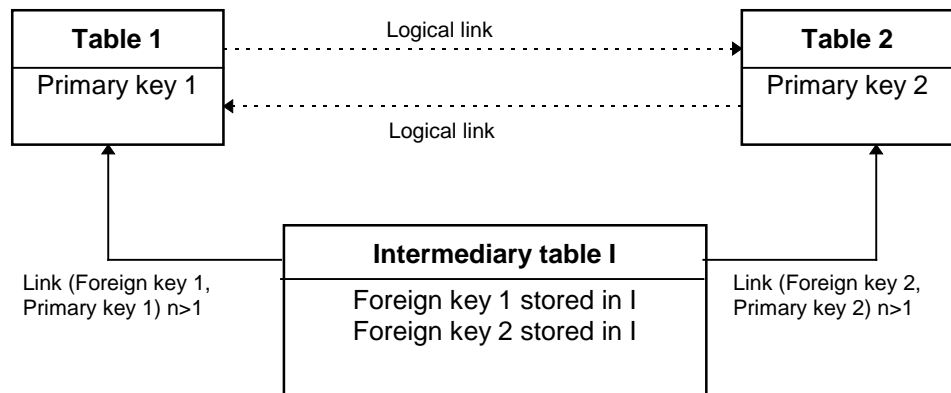 Table 1
Primary key 1
Logical link
Logical link
Table 2
Primary key 2
Link (Foreign key 1,
Primary key 1) n>1
Intermediary table I
Foreign key 1 stored in I
Foreign key 2 stored in I
Link (Foreign key 2,
Primary key 2) n>1